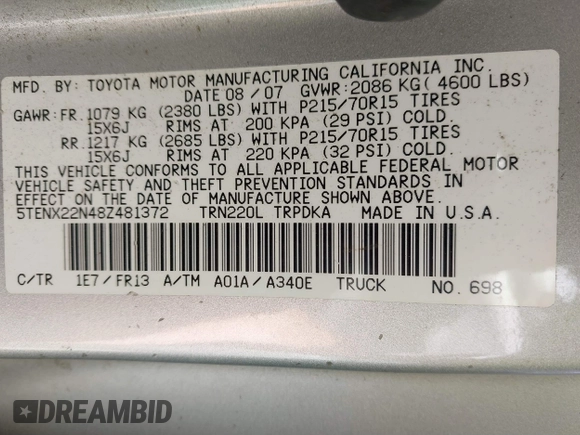 MFD. BY: TOYOTA MOTOR MANUFACTURING CALIFORNIA INC.
DATE 08 / 07 GVWR:2086 KG( 4600 LBS)
GAWR:FR.1079 KG (2380 LBS) WITH P215/70R15 TIRES
15X6J RIMS AT 200 KPA (29 PSI) COLD.
RR.1217 KG (2685 LBS) WITH P215/70R15 TIRES
15X6J RIMS AT 220 KPA (32 PSI) COLD.
THIS VEHICLE CONFORMS TO ALL APPLICABLE FEDERAL MOTOR
VEHICLE SAFETY AND THEFT PREVENTION STANDARDS IN
EFFECT ON THE DATE OF MANUFACTURE SHOWN ABOVE.
5TENX22N48Z481372 TRN220L TRPDKA MADE IN U.S.A.
C/TR 1E7/FR13 A/TM A01A/A340E TRUCK NO. 698
DREAMBID